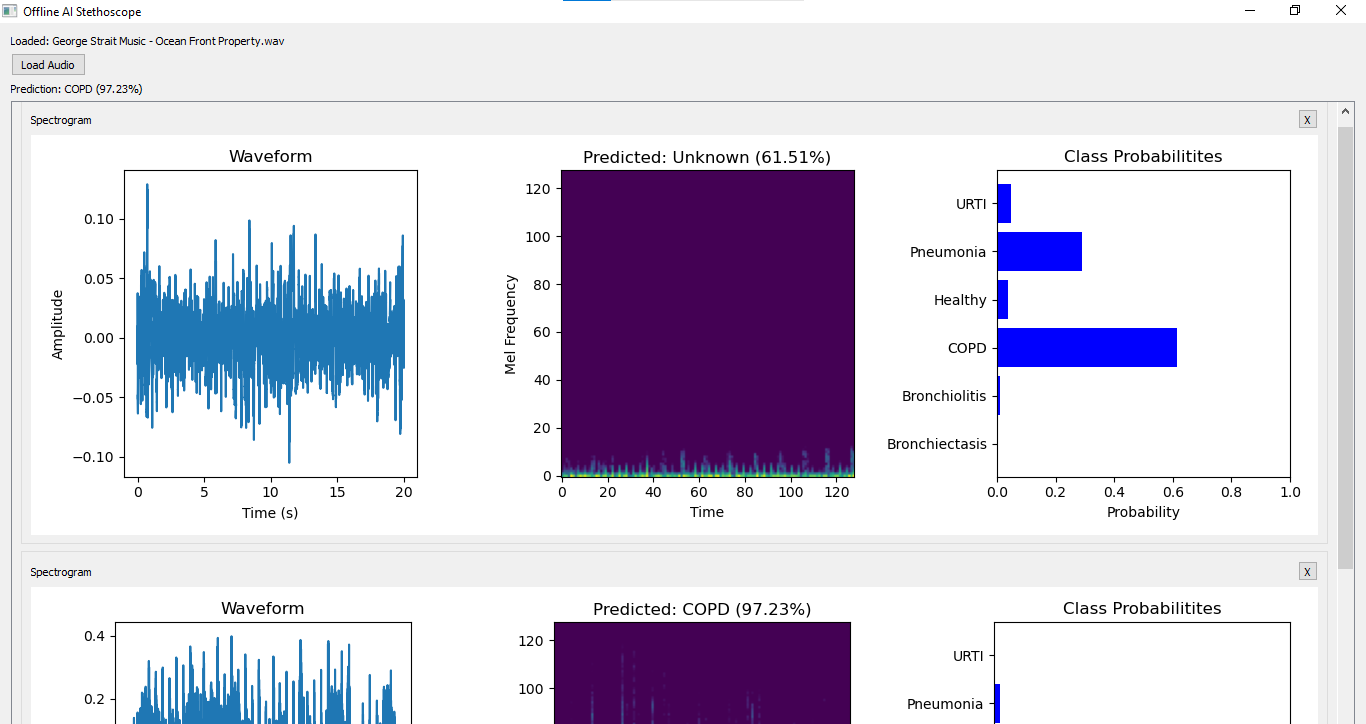 Offline AI Stethoscope
Loaded: George Strait Music - Ocean Front Property.wav
Load Audio
Prediction: COPD (97.23%)
Spectrogram
X
Waveform
Amplitude
0.10
0.05
0.00
−0.05
−0.10
0 5 10 15 20
Time (s)
Predicted: Unknown (61.51%)
Mel Frequency
120
100
80
60
40
20
0
0 20 40 60 80 100 120
Time
Class Probabilitites
URTI
Pneumonia
Healthy
COPD
Bronchiolitis
Bronchiectasis
0.0 0.2 0.4 0.6 0.8 1.0
Probability
Spectrogram
X
Waveform
0.4
0.2
Predicted: COPD (97.23%)
120
100
Class Probabilitites
URTI
Pneumonia